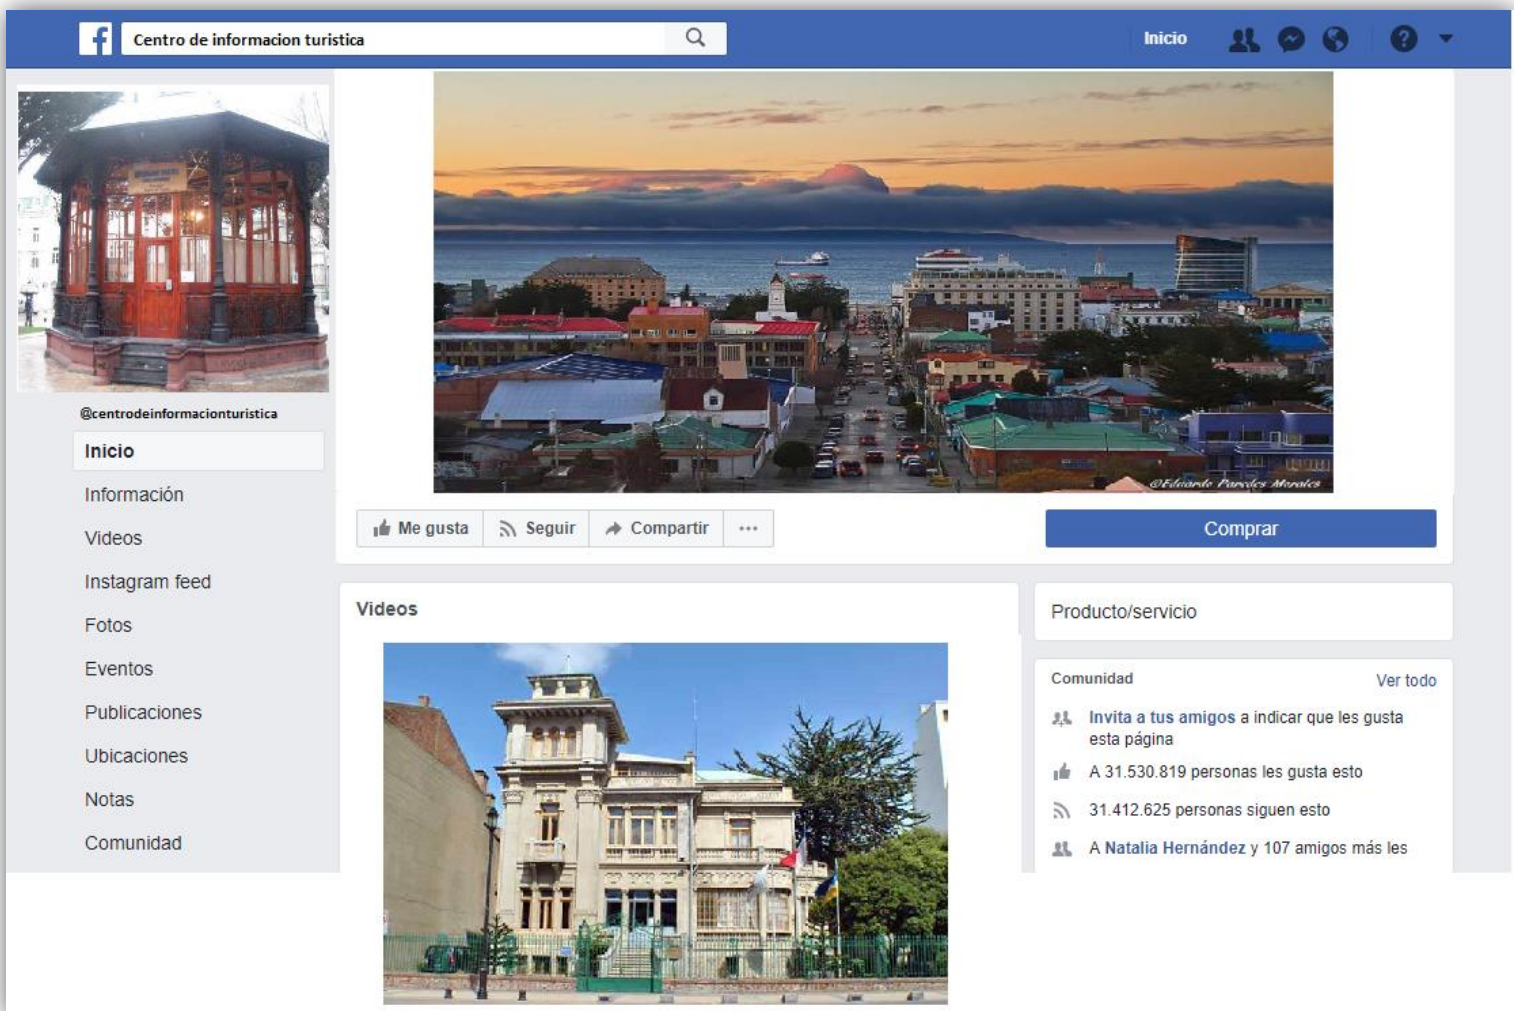 f
Centro de informacion turistica
Inicio
@centrodeinformacionturistica
Inicio
Información
Videos
Instagram feed
Fotos
Eventos
Publicaciones
Ubicaciones
Notas
Comunidad
@Eduardo Paredes Morales
Me gusta
Seguir
Compartir
Comprar
Videos
Producto/servicio
Comunidad
Ver todo
Invita a tus amigos a indicar que les gusta
esta página
A 31.530.819 personas les gusta esto
31.412.625 personas siguen esto
A Natalia Hernández y 107 amigos más les